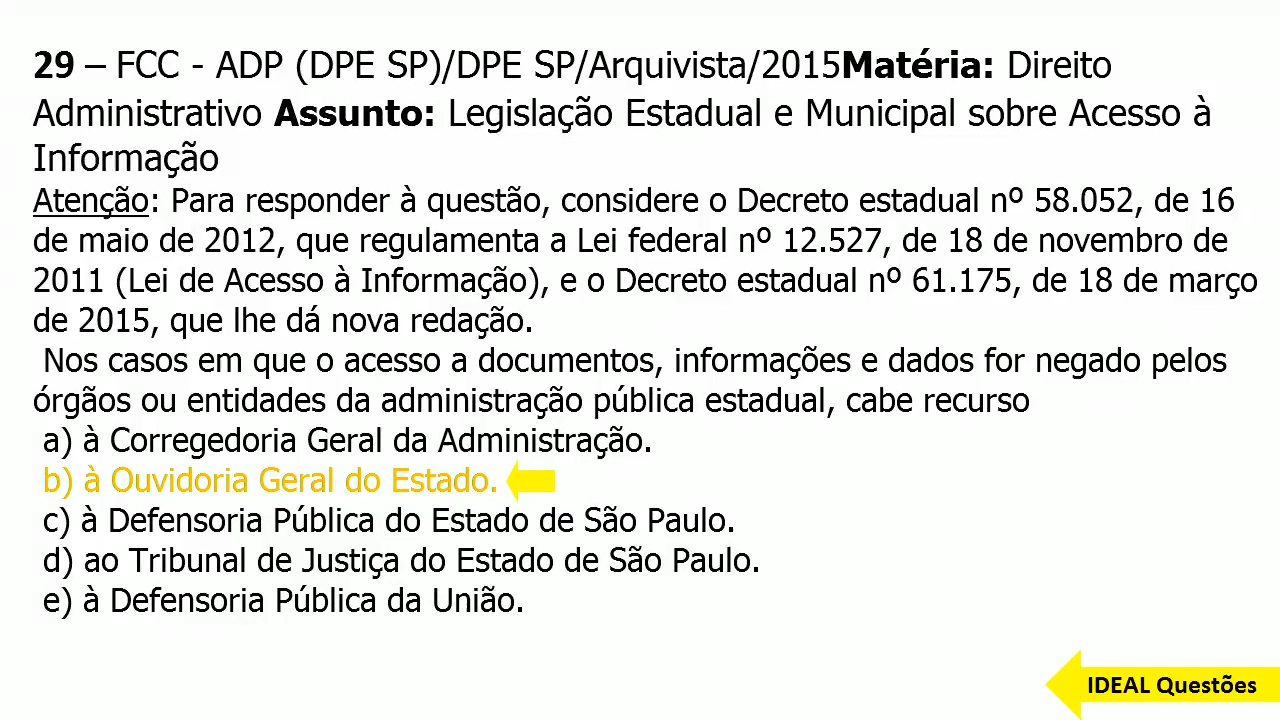 29 – FCC - ADP (DPE SP)/DPE SP/Arquivista/2015Matéria: Direito
Administrativo Assunto: Legislação Estadual e Municipal sobre Acesso à
Informação
Atenção: Para responder à questão, considere o Decreto estadual nº 58.052, de 16
de maio de 2012, que regulamenta a Lei federal nº 12.527, de 18 de novembro de
2011 (Lei de Acesso à Informação), e o Decreto estadual nº 61.175, de 18 de março
de 2015, que lhe dá nova redação.
Nos casos em que o acesso a documentos, informações e dados for negado pelos
órgãos ou entidades da administração pública estadual, cabe recurso
a) à Corregedoria Geral da Administração.
b) à Ouvidoria Geral do Estado.
c) à Defensoria Pública do Estado de São Paulo.
d) ao Tribunal de Justiça do Estado de São Paulo.
e) à Defensoria Pública da União.
IDEAL Questões